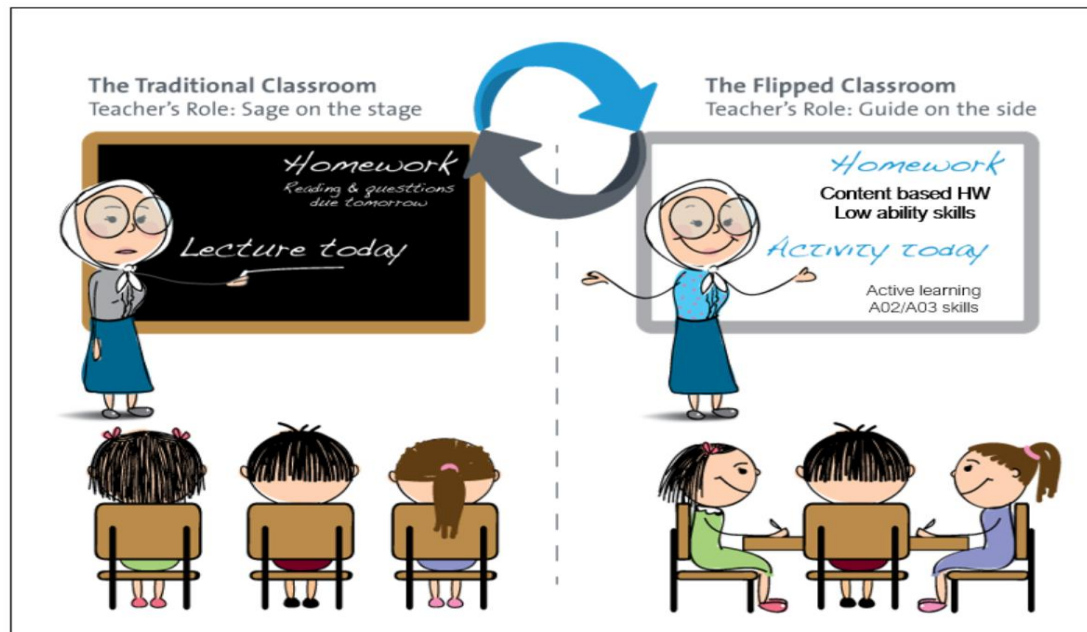 The Traditional Classroom
Teacher's Role: Sage on the stage
Homework
Reading & questtions
due tomorrow
Lecture today
The Flipped Classroom
Teacher's Role: Guide on the side
Homework
Content based HW
Low ability skills
Activity today
Active learning
A02/A03 skills